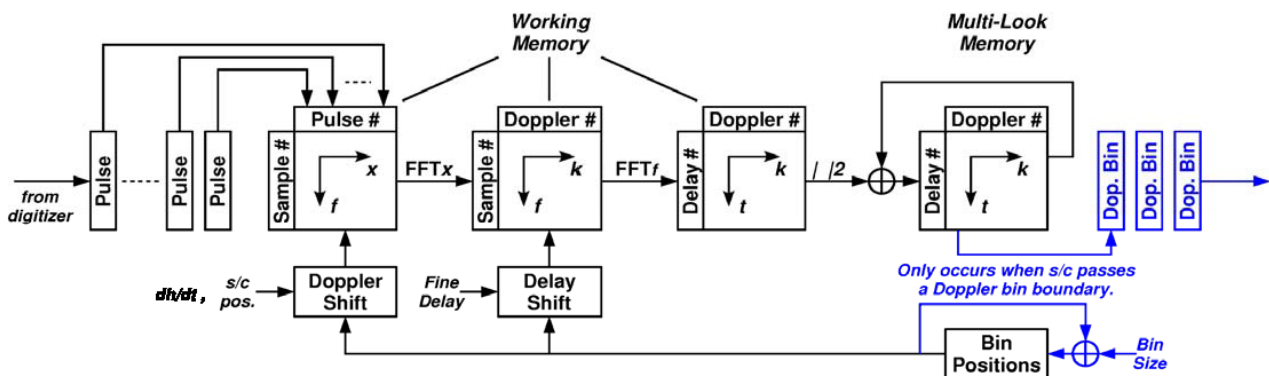 Working
Memory
Multi-Look
Memory
Pulse #
Doppler #
Doppler #
Doppler #
Pulse
Pulse
Pulse
Sample #
x
f
FFTx
Sample #
k
f
FFTf
Delay #
k
t
| |2
Delay #
k
t
Dop. Bin
Dop. Bin
Dop. Bin
from
digitizer
dh/dt,
s/c
pos.
Doppler
Shift
Fine
Delay
Delay
Shift
Only occurs when s/c passes
a Doppler bin boundary.
Bin
Positions
Bin
Size